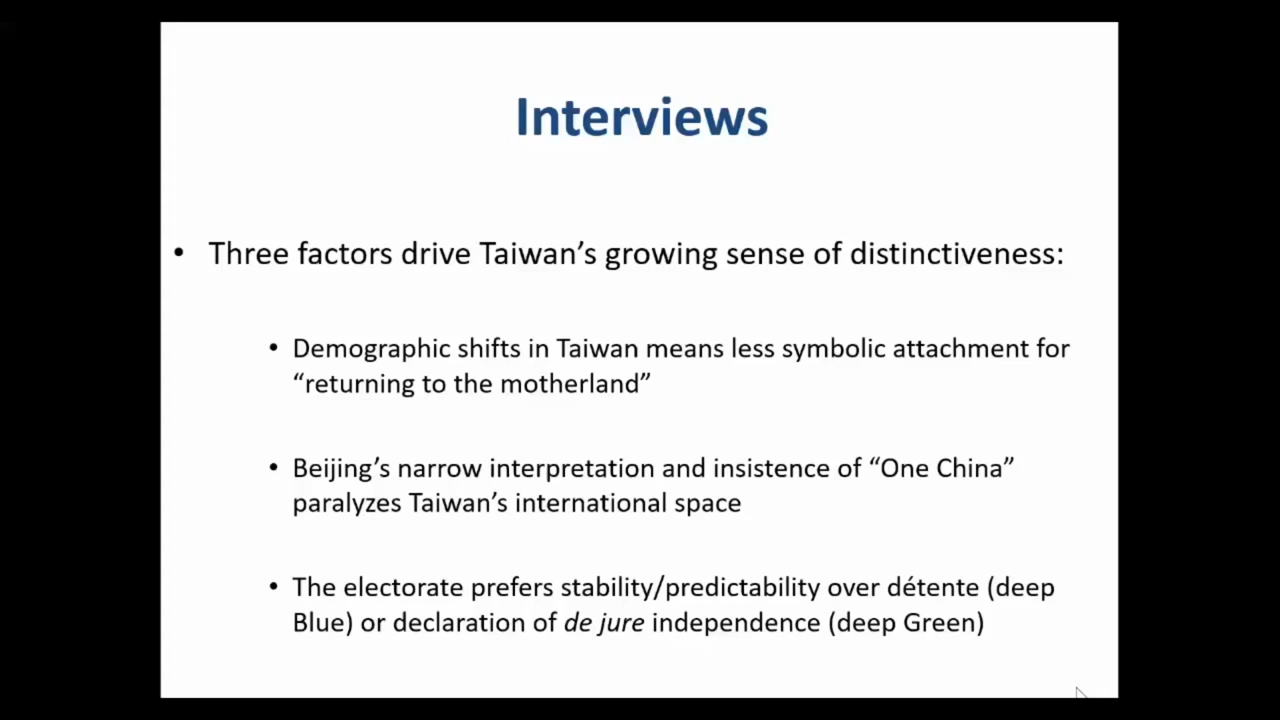 Interviews
• Three factors drive Taiwan’s growing sense of distinctiveness:
• Demographic shifts in Taiwan means less symbolic attachment for
“returning to the motherland”
• Beijing’s narrow interpretation and insistence of “One China”
paralyzes Taiwan’s international space
• The electorate prefers stability/predictability over détente (deep
Blue) or declaration of de jure independence (deep Green)